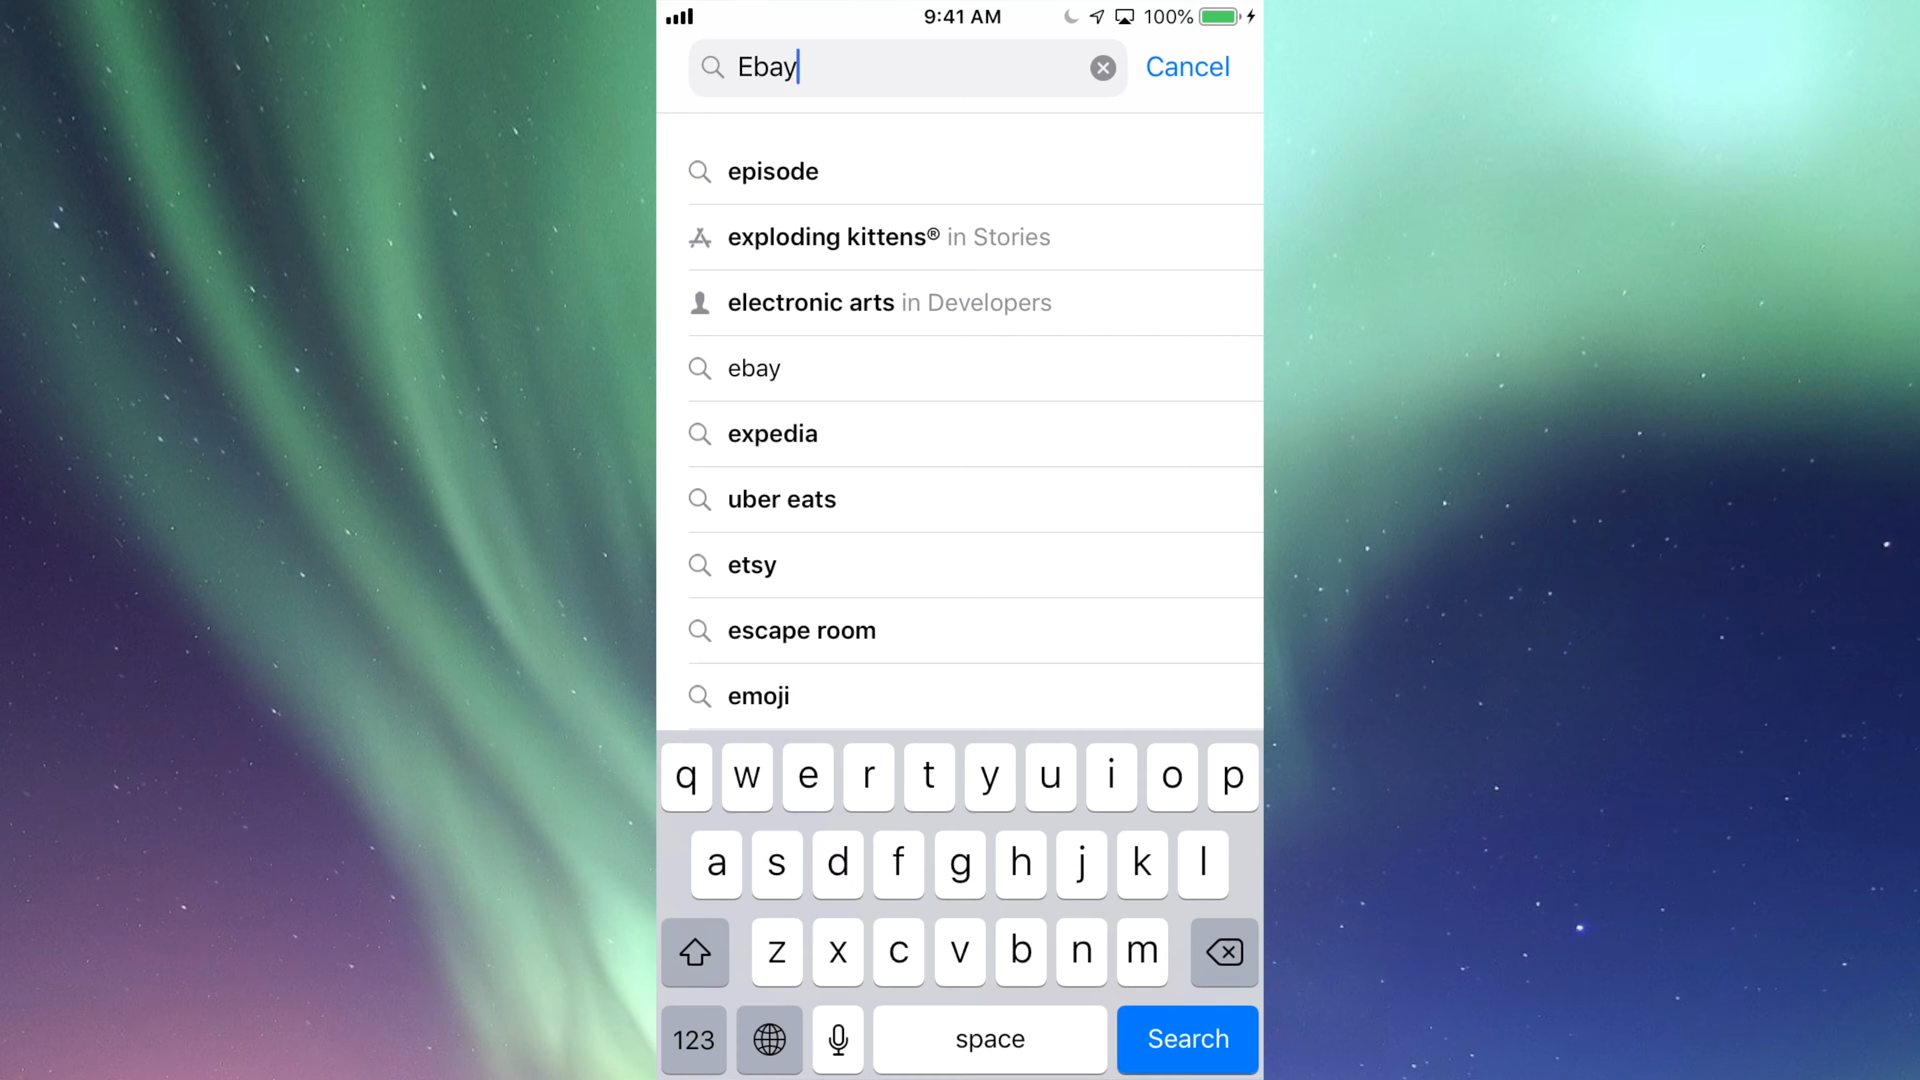 9:41 AM
100%
Ebay
Cancel
episode
exploding kittens® in Stories
electronic arts in Developers
ebay
expedia
uber eats
etsy
escape room
emoji
q w e r t y u i o p
a s d f g h j k l
z x c v b n m
123
space
Search